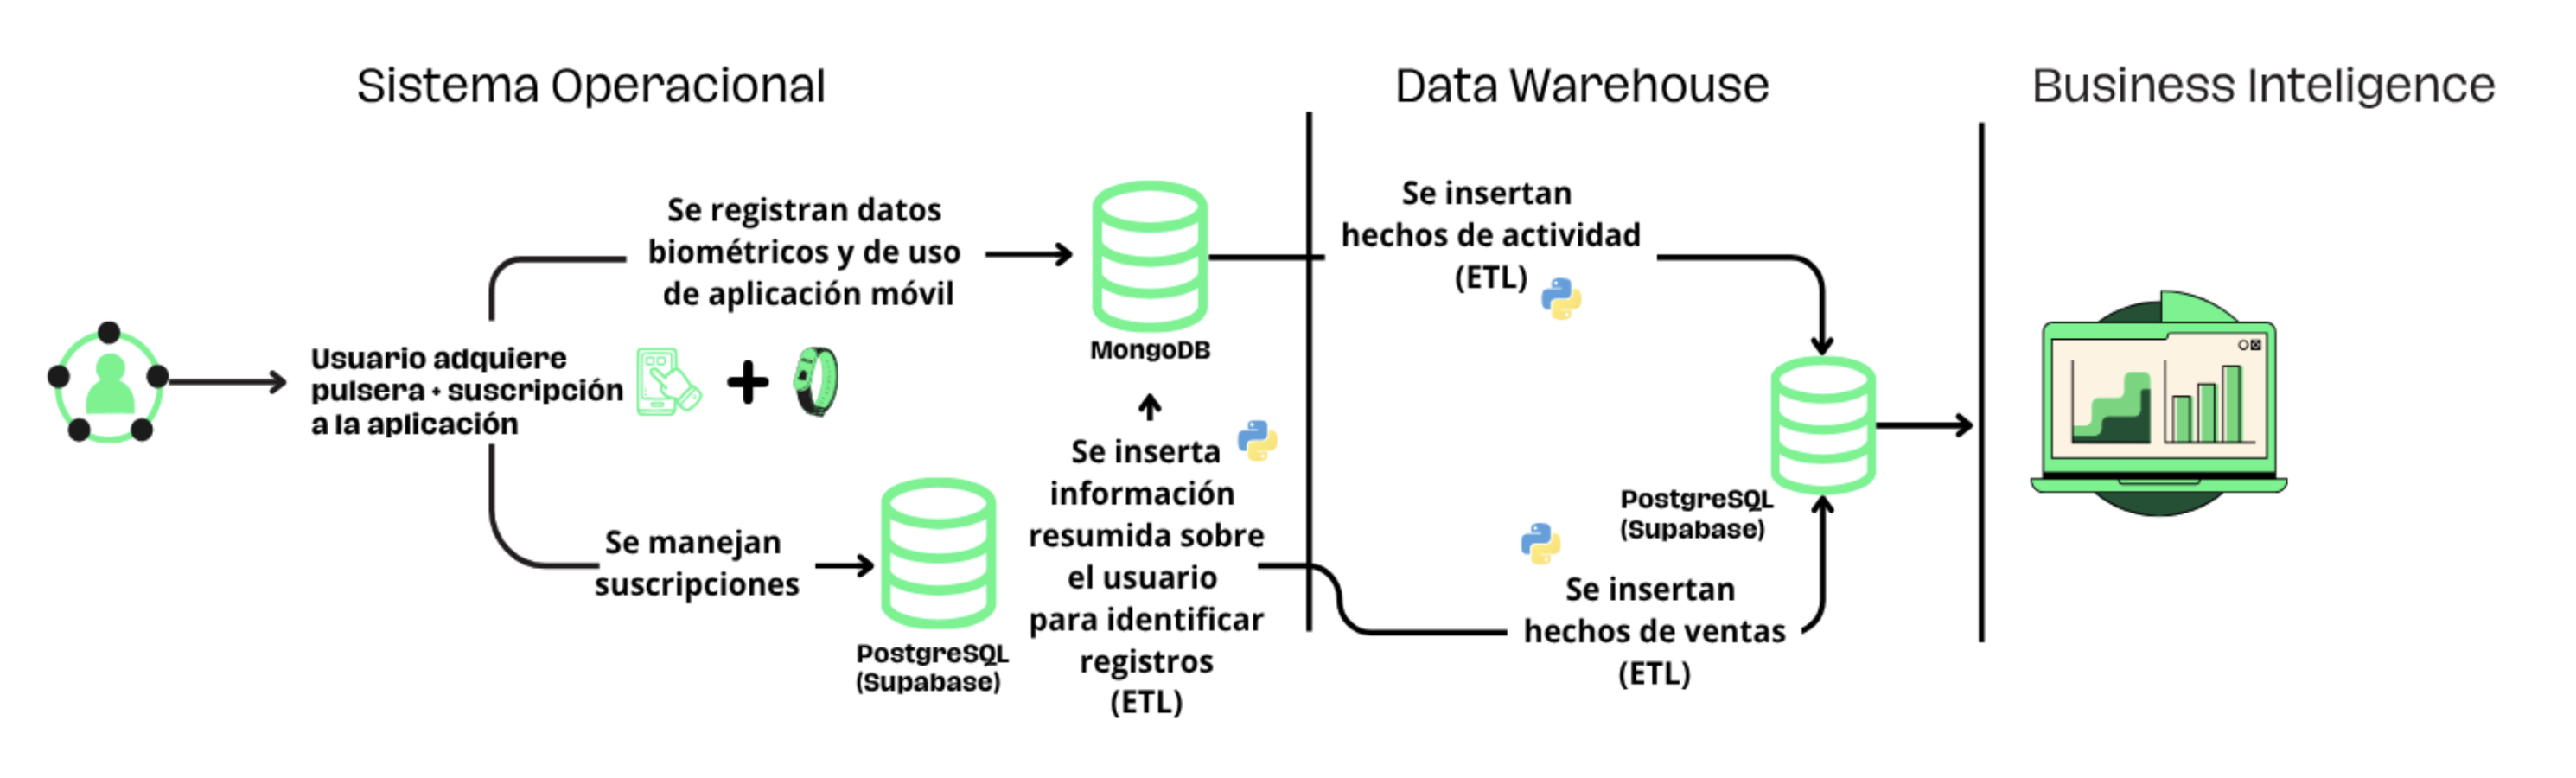 Sistema Operacional
Data Warehouse
Business Inteligence
Se registran datos
biométricos y de uso
de aplicación móvil
MongoDB
Se insertan
hechos de actividad
(ETL)
Usuario adquiere
pulsera + suscripción
a la aplicación
Se manejan
suscripciones
PostgreSQL
(Supabase)
Se inserta
información
resumida sobre
el usuario
para identificar
registros
(ETL)
PostgreSQL
(Supabase)
Se insertan
hechos de ventas
(ETL)